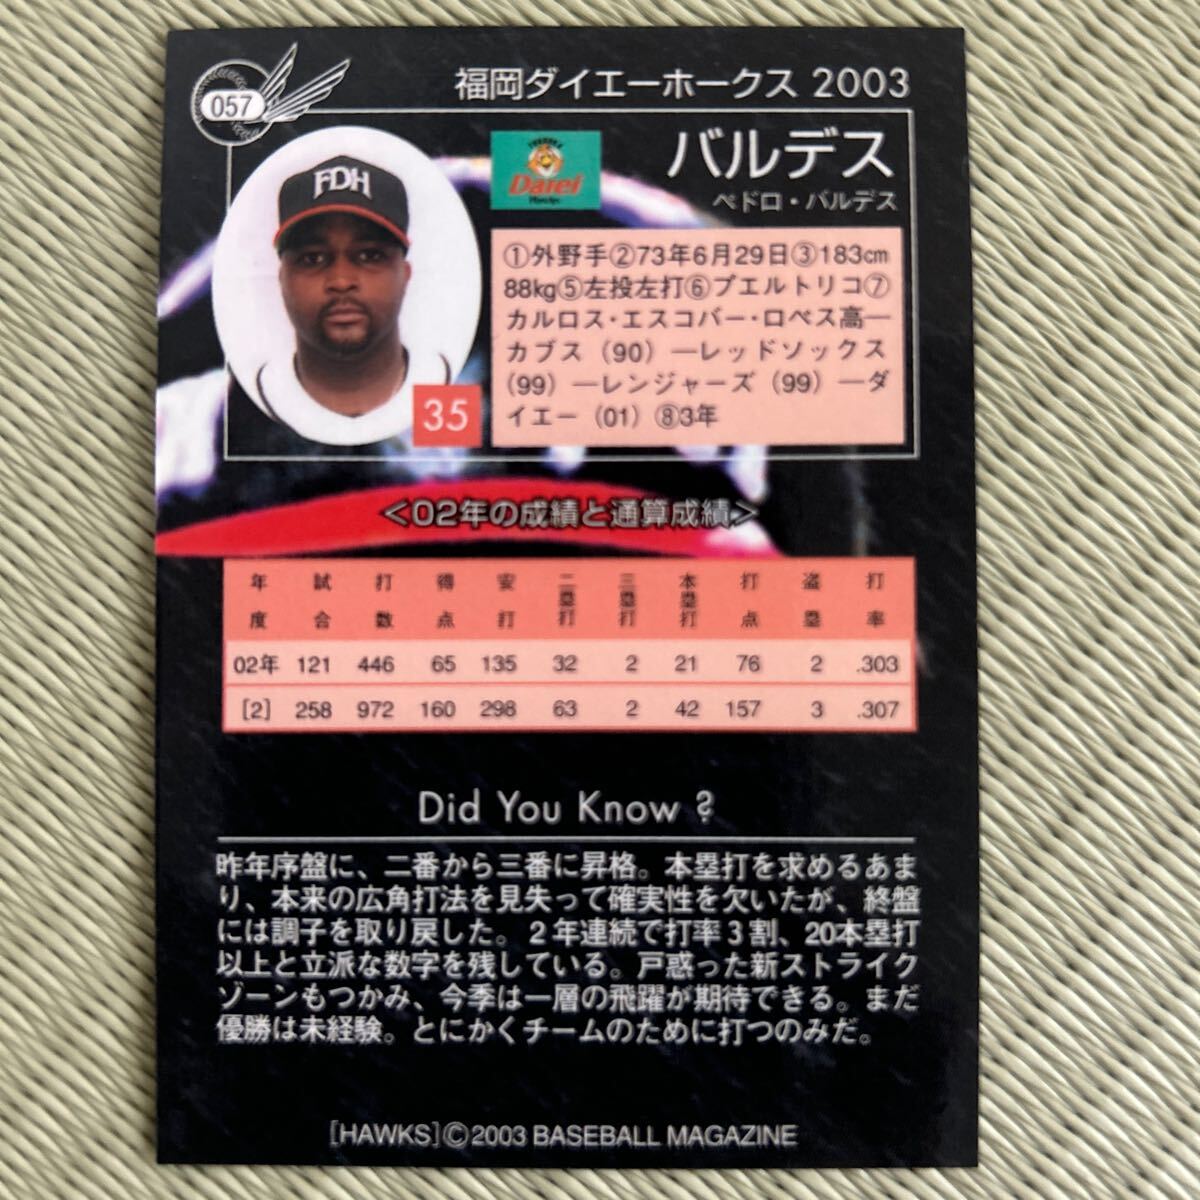 057
福岡ダイエーホークス 2003
バルデス
ペドロ・バルデス
FDH
FUKUOKA
Daiei
Hawks
35
①外野手②73年6月29日③183cm
88kg⑤左投左打⑥プエルトリコ⑦
カルロス・エスコバー・ロペス高―
カブス（90）―レッドソックス
（99）―レンジャーズ（99）―ダ
イエー（01）⑧3年
<02年の成績と通算成績>
年度 試合 打数 得点 安打 二塁打 三塁打 本塁打 打点 盗塁 打率
02年 121 446 65 135 32 2 21 76 2 .303
[2] 258 972 160 298 63 2 42 157 3 .307
Did You Know ?
昨年序盤に、二番から三番に昇格。本塁打を求めるあま
り、本来の広角打法を見失って確実性を欠いたが、終盤
には調子を取り戻した。２年連続で打率３割、20本塁打
以上と立派な数字を残している。戸惑った新ストライク
ゾーンもつかみ、今季は一層の飛躍が期待できる。まだ
優勝は未経験。とにかくチームのために打つのみだ。
[HAWKS]©2003 BASEBALL MAGAZINE